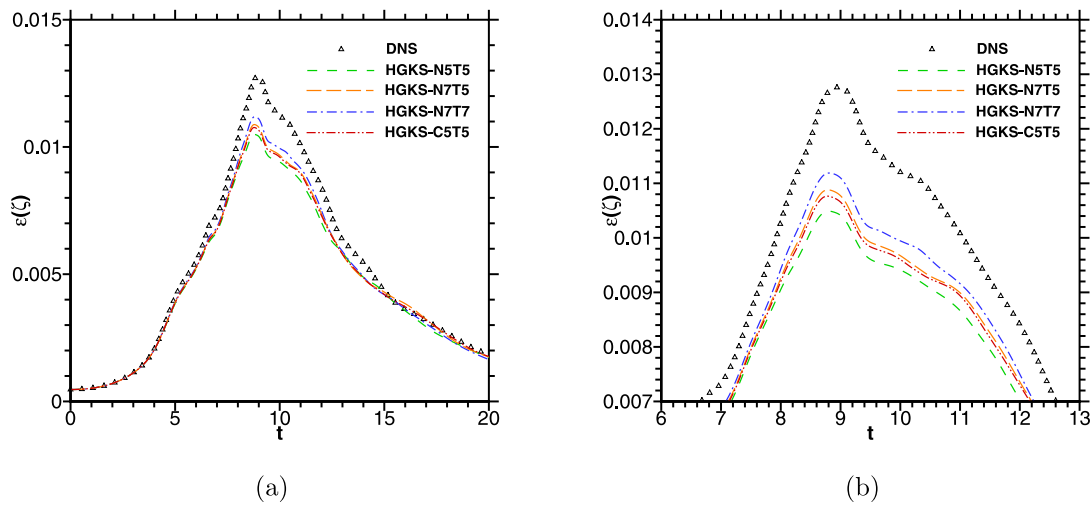 0.015
DNS
HGKS-N5T5
HGKS-N7T5
HGKS-N7T7
HGKS-C5T5
0.01
ε(ζ)
0.005
0
0 5 10 15 20
t
(a)
0.014
DNS
0.013
HGKS-N5T5
HGKS-N7T5
HGKS-N7T7
0.012
HGKS-C5T5
0.011
ε(ζ)
0.01
0.009
0.008
0.007
6 7 8 9 10 11 12 13
t
(b)